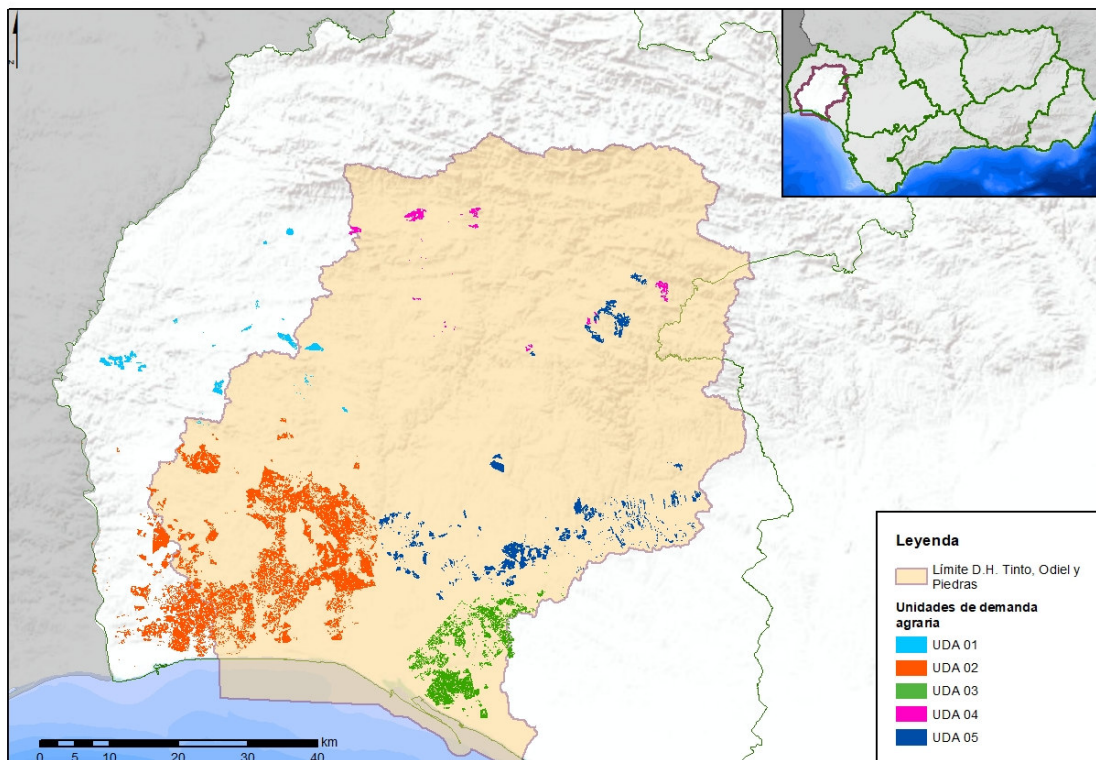 N
Leyenda
Límite D.H. Tinto, Odiel y
Piedras
Unidades de demanda
agraria
UDA 01
UDA 02
UDA 03
UDA 04
UDA 05
km
0 5 10 20 30 40